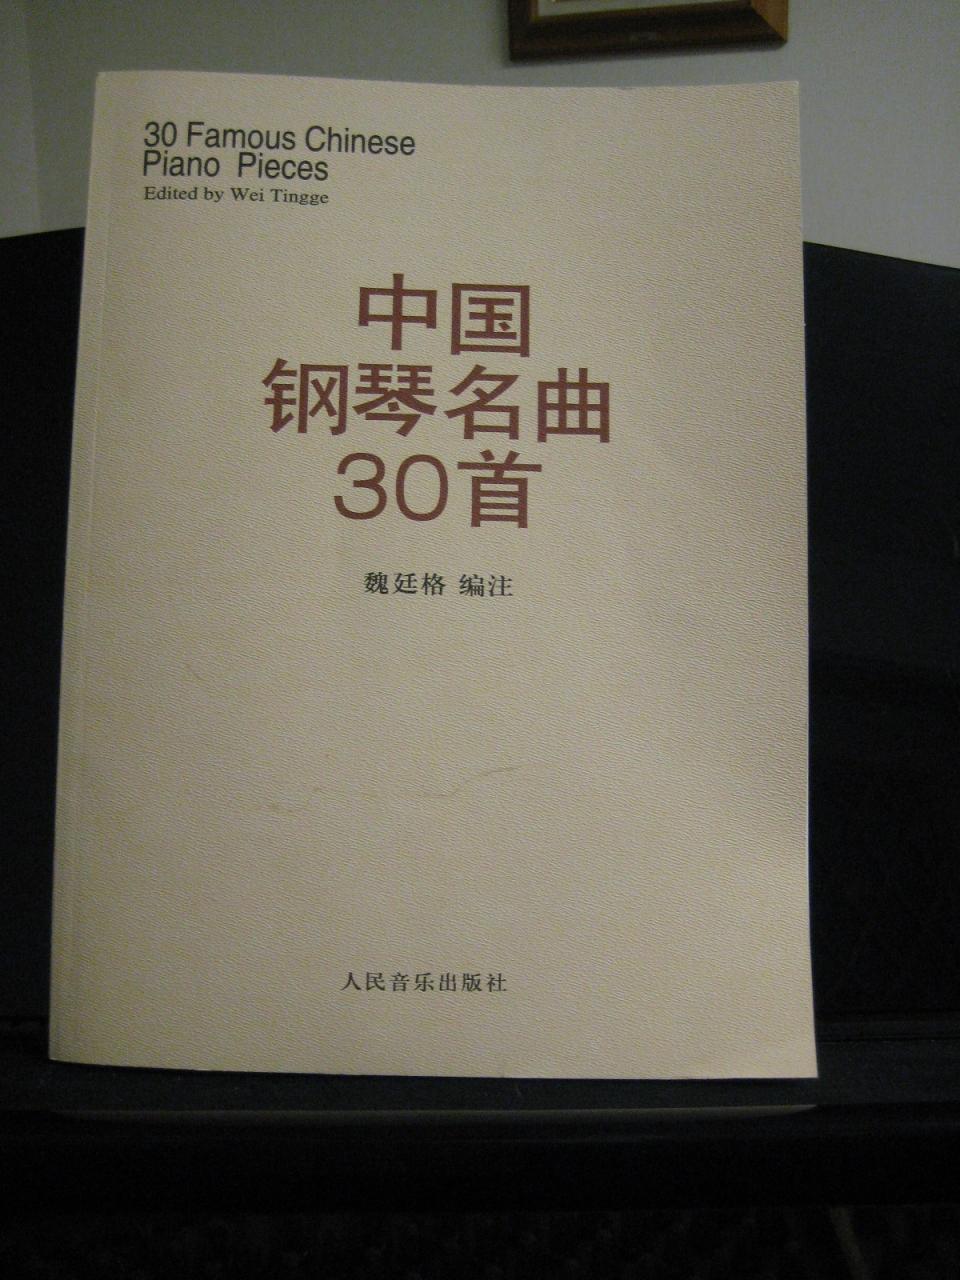 30 Famous Chinese
Piano Pieces
Edited by Wei Tingge
中国
钢琴名曲
30首
魏廷格 编注
人民音乐出版社